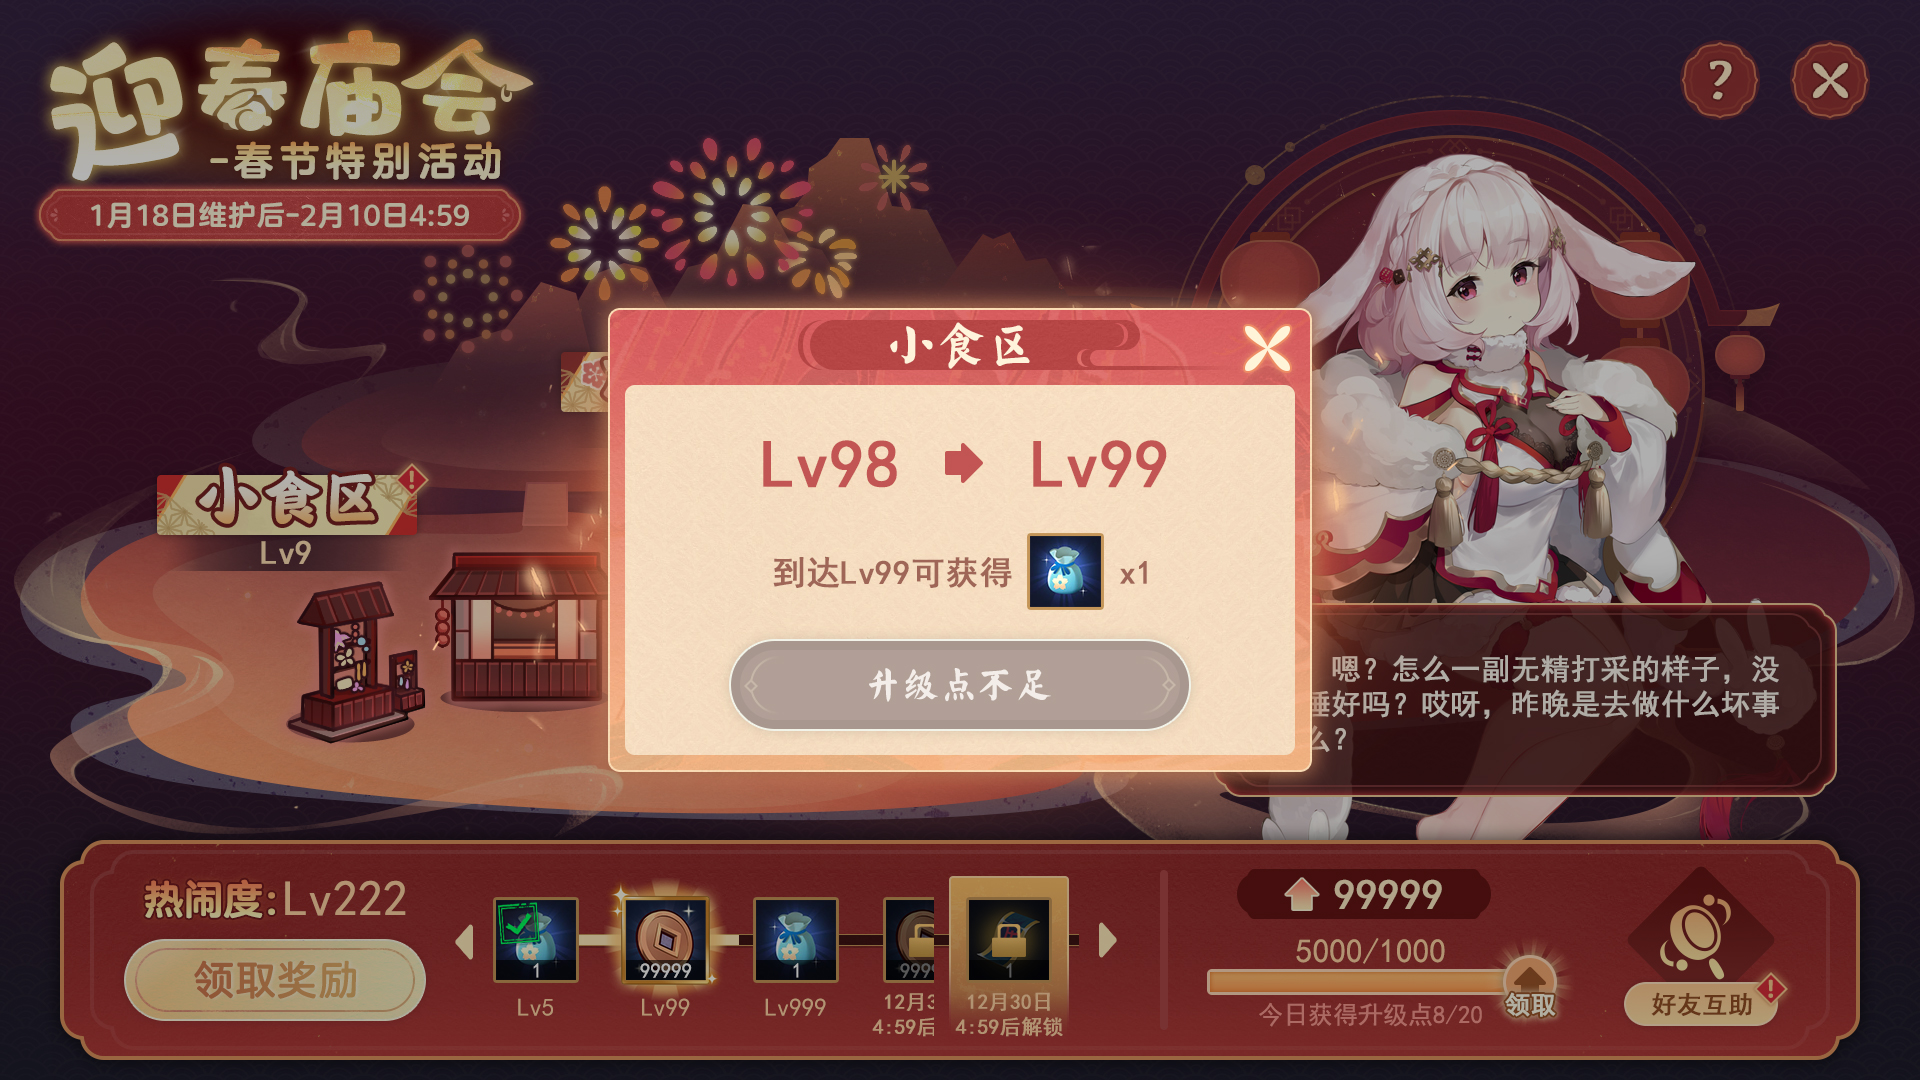 迎春庙会
-春节特别活动
1月18日维护后-2月10日4:59
?
小食区
!
Lv9
小食区
Lv98
Lv99
到达Lv99可获得
x1
升级点不足
嗯？怎么一副无精打采的样子，没
睡好吗？哎呀，昨晚是去做什么坏事
么？
热闹度:Lv222
领取奖励
1
Lv5
99999
Lv99
1
Lv999
999
12月3
4:59后
1
12月30日
4:59后解锁
99999
5000/1000
领取
今日获得升级点8/20
!
好友互助